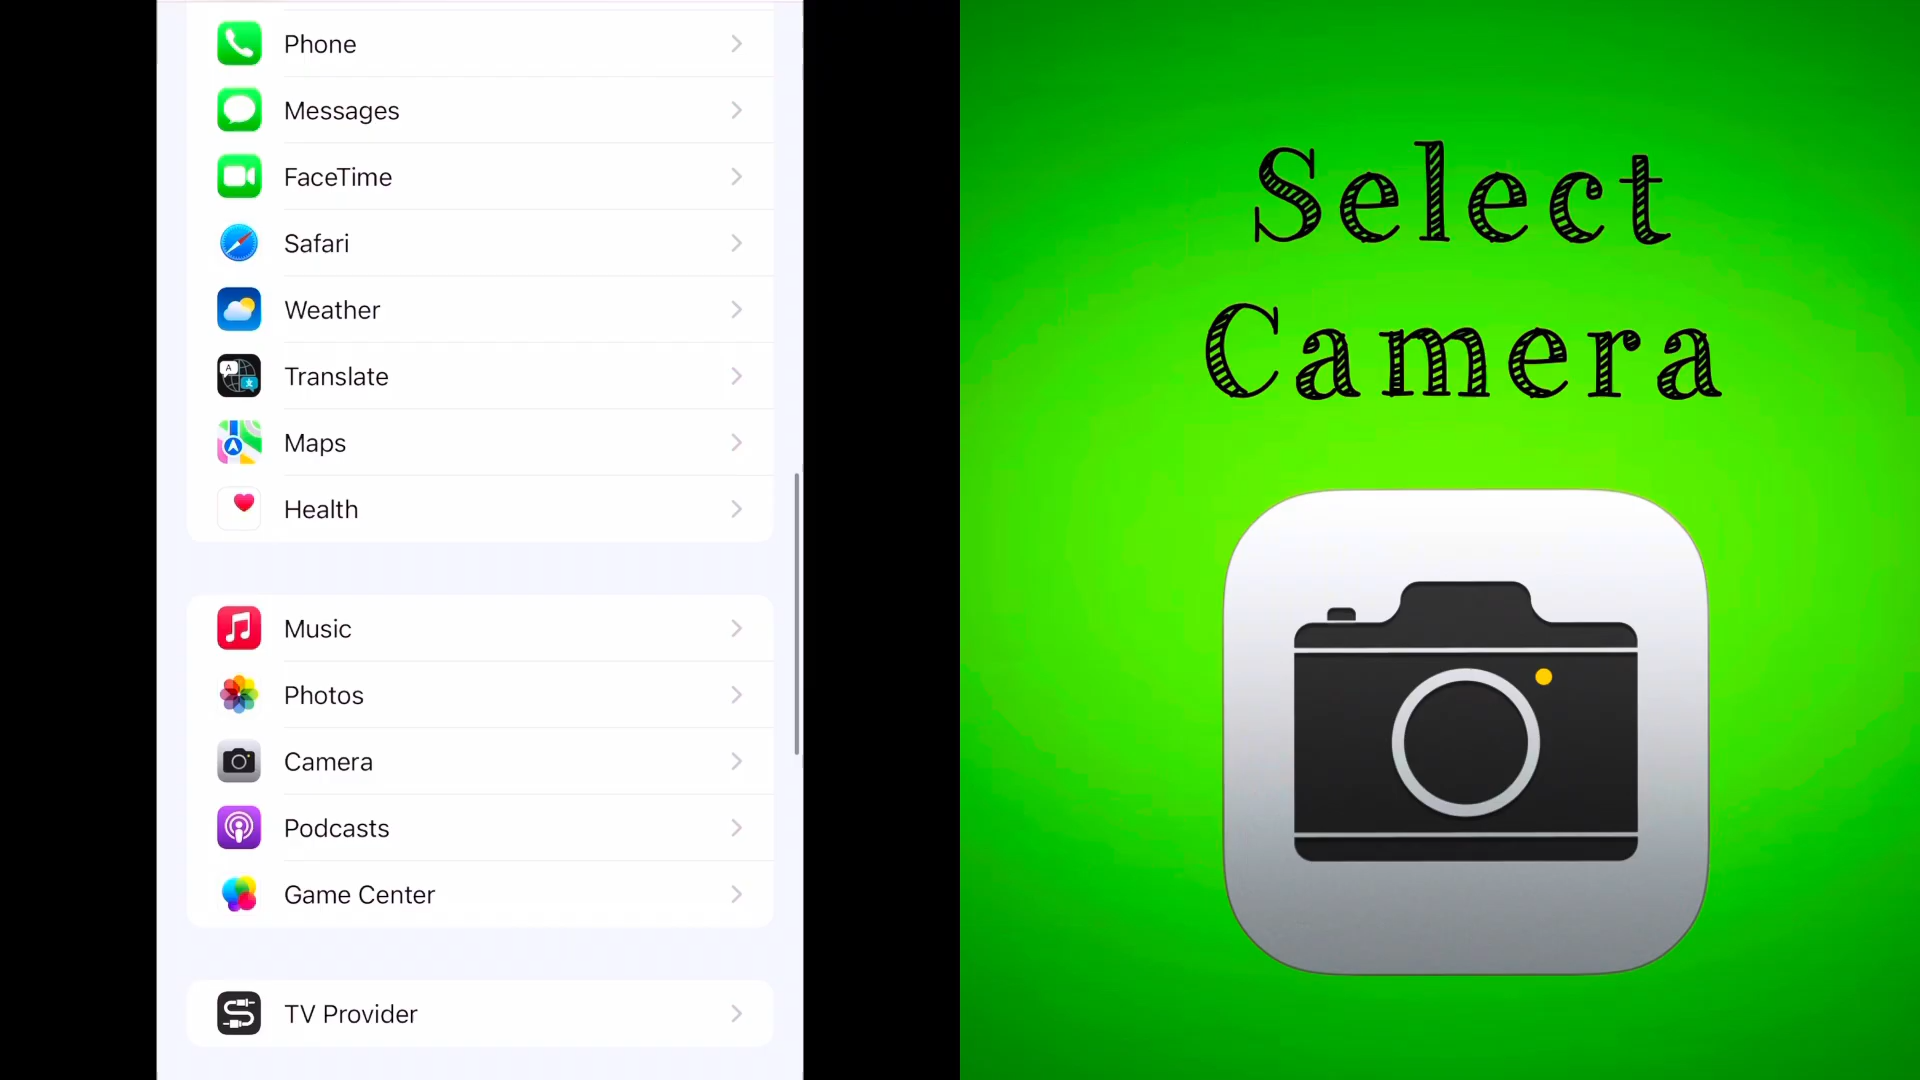 Phone
Messages
FaceTime
Safari
Weather
Translate
Maps
Health
Music
Photos
Camera
Podcasts
Game Center
TV Provider
Select
Camera